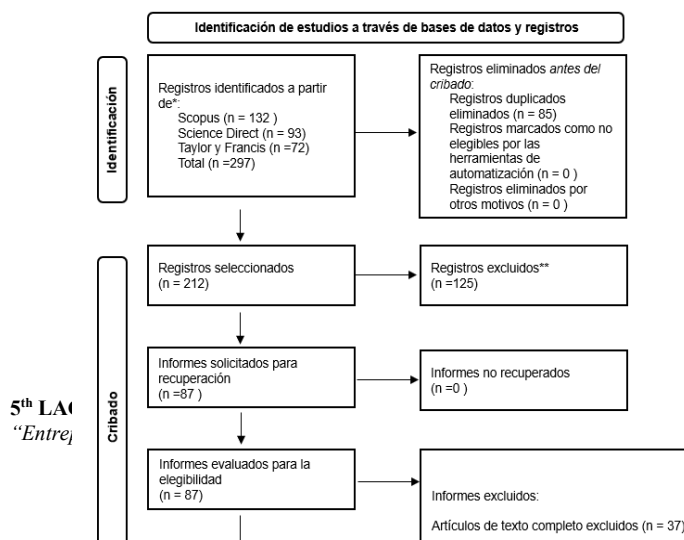 Identificación de estudios a través de bases de datos y registros
Identificación
Registros identificados a partir
de*:
Scopus (n = 132 )
Science Direct (n = 93)
Taylor y Francis (n =72)
Total (n =297)
Registros eliminados antes del
cribado:
Registros duplicados
eliminados (n = 85)
Registros marcados como no
elegibles por las
herramientas de
automatización (n = 0 )
Registros eliminados por
otros motivos (n = 0 )
Cribado
Registros seleccionados
(n = 212)
Registros excluidos**
(n =125)
Informes solicitados para
recuperación
(n =87 )
Informes no recuperados
(n =0 )
5th
“
Informes evaluados para la
elegibilidad
(n = 87)
Informes excluidos:
Artículos de texto completo excluidos (n = 37)